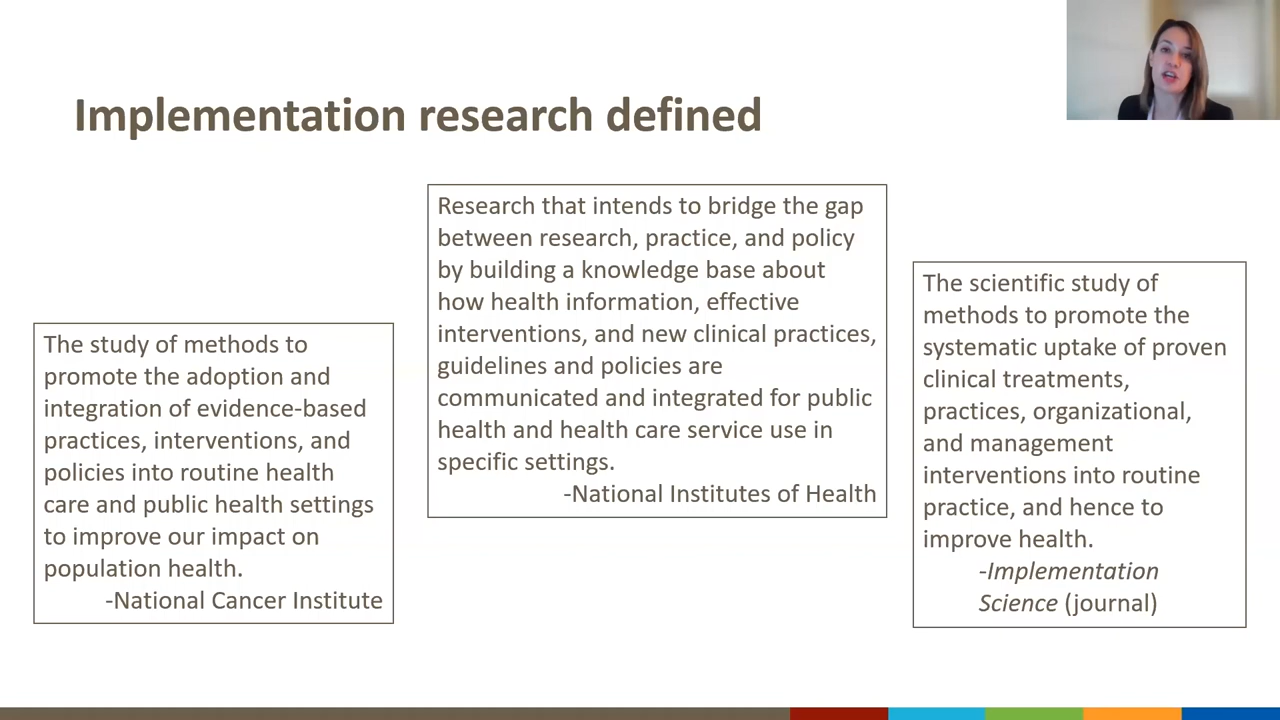 Implementation research defined
The study of methods to
promote the adoption and
integration of evidence-based
practices, interventions, and
policies into routine health
care and public health settings
to improve our impact on
population health.
-National Cancer Institute
Research that intends to bridge the gap
between research, practice, and policy
by building a knowledge base about
how health information, effective
interventions, and new clinical practices,
guidelines and policies are
communicated and integrated for public
health and health care service use in
specific settings.
-National Institutes of Health
The scientific study of
methods to promote the
systematic uptake of proven
clinical treatments,
practices, organizational,
and management
interventions into routine
practice, and hence to
improve health.
-Implementation
Science (journal)